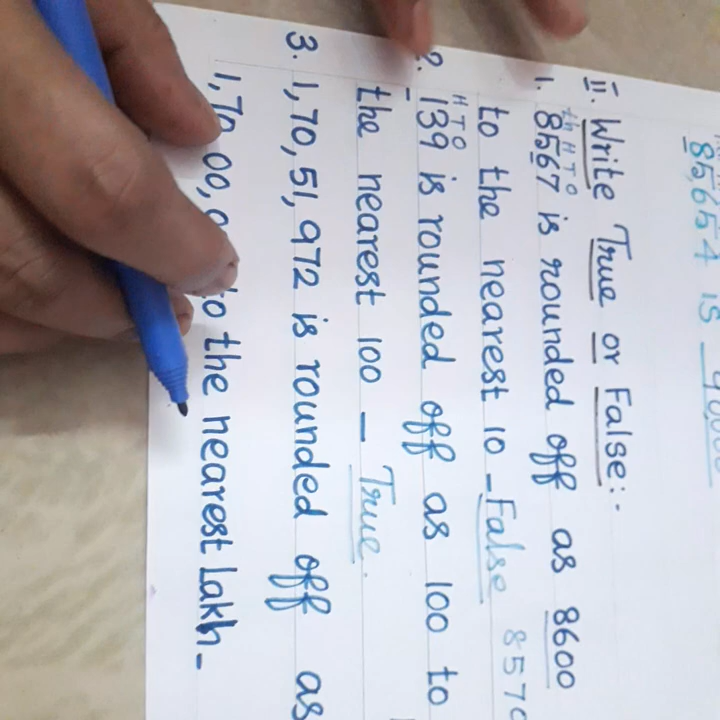 85,654 is
II. Write True or False:-
th H T O
1. 8567 is rounded off as 8600
to the nearest 10 - False 8570
H T O
2. 139 is rounded off as 100 to
the nearest 100 - True.
3. 1,70,51,972 is rounded off as
to the nearest Lakh -